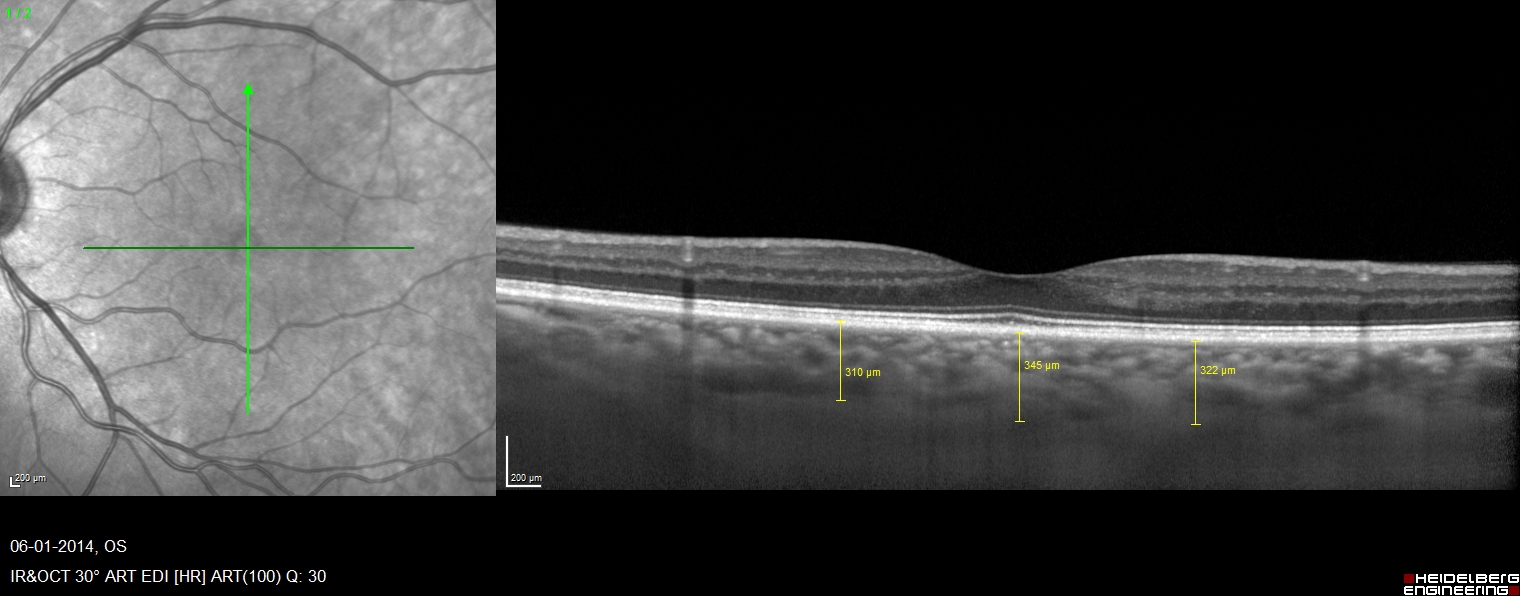 1 / 2
310 µm
345 µm
322 µm
200 µm
200 µm
06-01-2014, OS
IR&OCT 30° ART EDI [HR] ART(100) Q: 30
HEIDELBERG
ENGINEERING